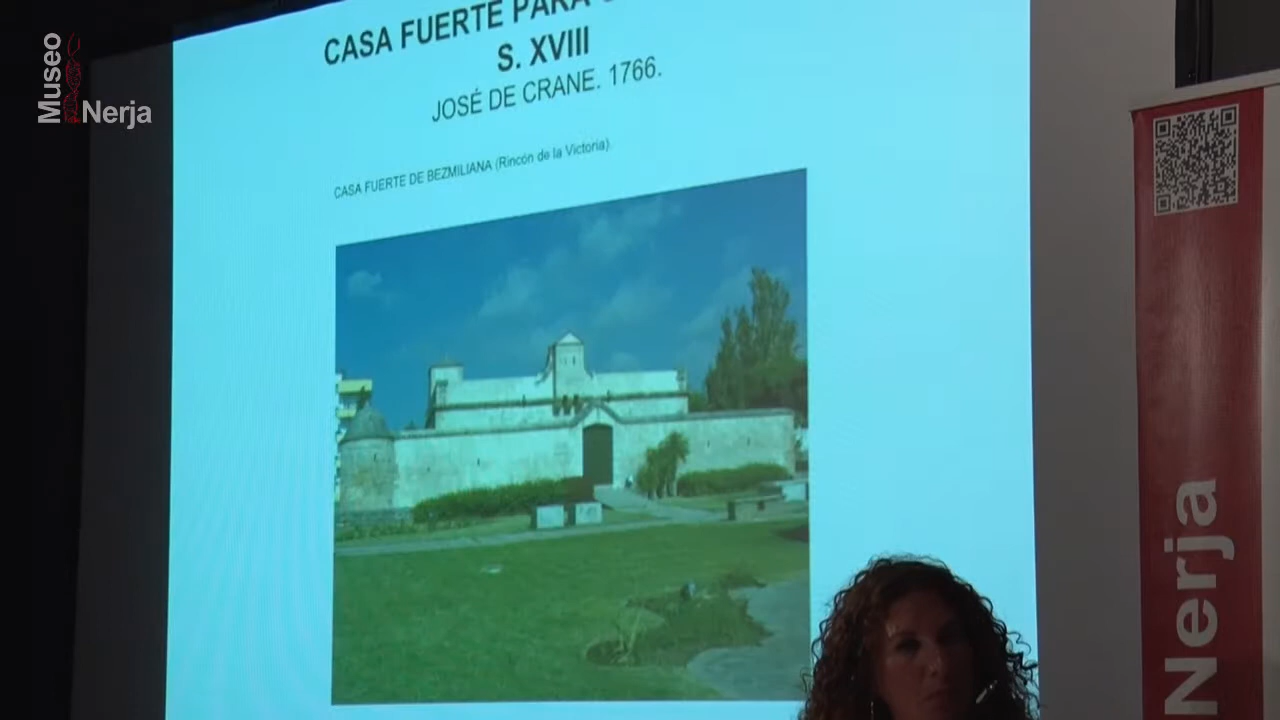 Museo
Nerja
CASA FUERTE PARA
S. XVIII
JOSÉ DE CRANE. 1766.
CASA FUERTE DE BEZMILIANA (Rincón de la Victoria).
Nerja